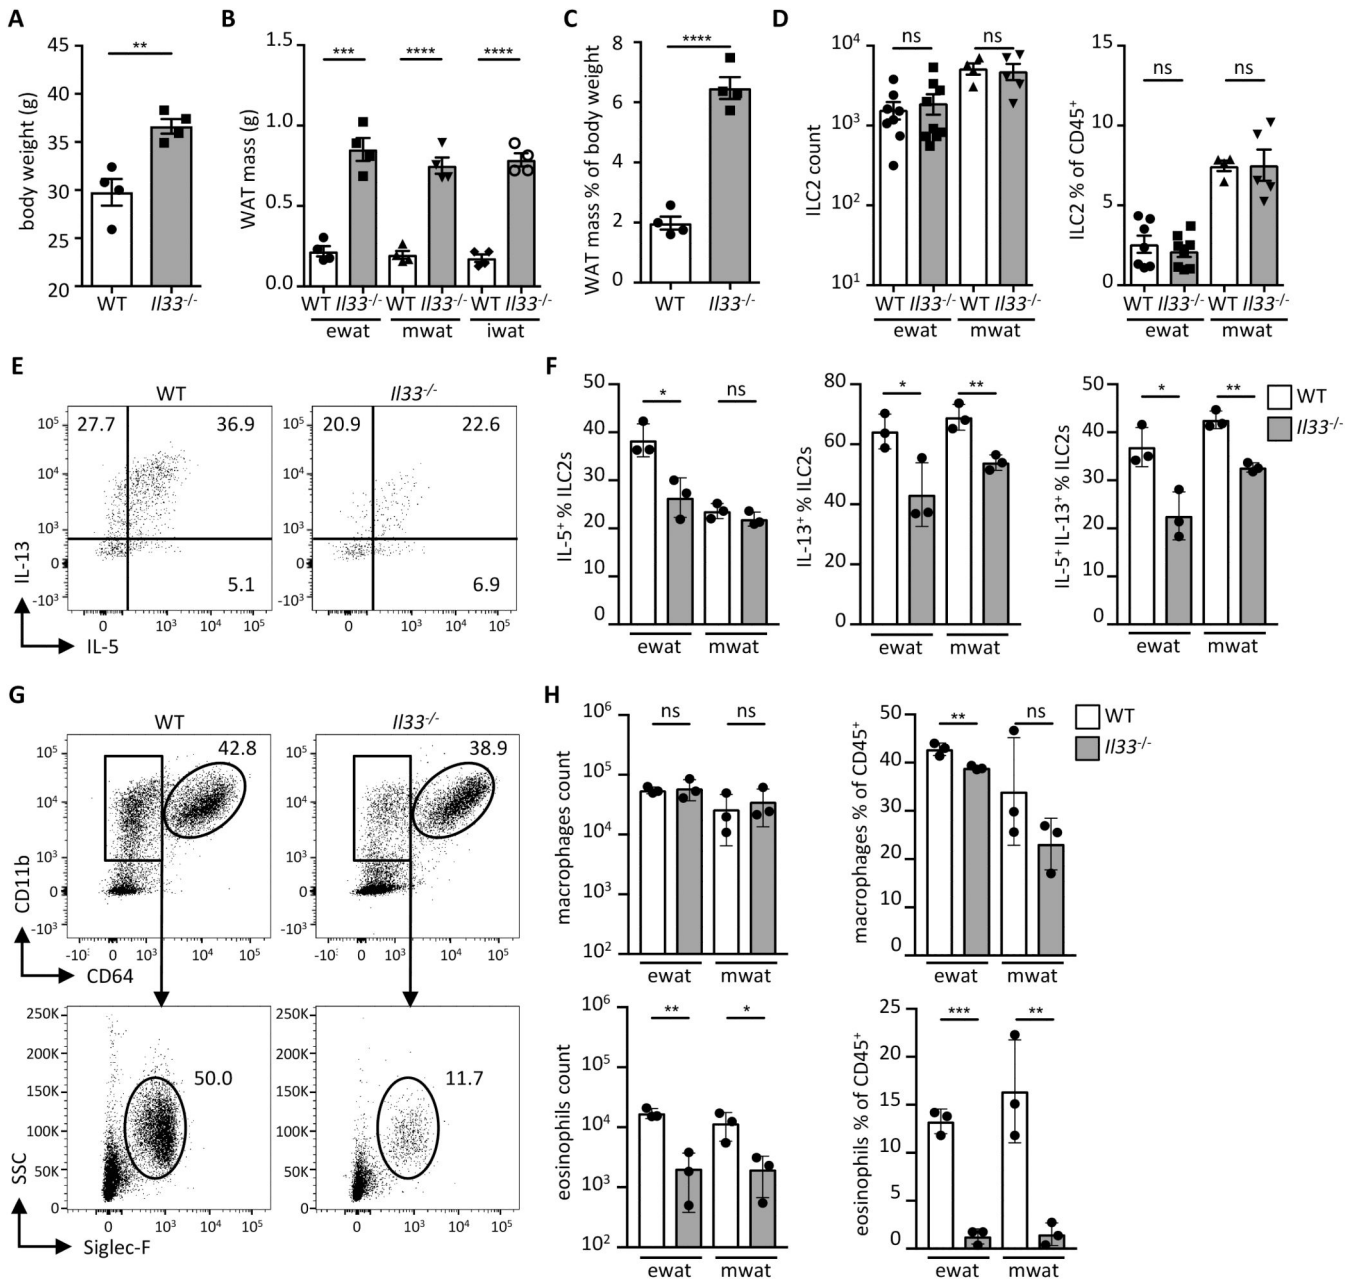 A
body weight (g)
45
40
35
30
25
20
**
WT
Il33-/-
B
WAT mass (g)
1.5
1.0
0.5
0.0
***
****
****
WT Il33-/- WT Il33-/- WT Il33-/-
ewat mwat iwat
C
WAT mass % of body weight
8
6
4
2
0
****
WT
Il33-/-
D
ILC2 count
10⁴
10³
10²
10¹
ns ns
WT Il33-/- WT Il33-/-
ewat mwat
ILC2 % of CD45⁺
15
10
5
0
ns ns
WT Il33-/- WT Il33-/-
ewat mwat
E
WT
Il33-/-
27.7 36.9
5.1
20.9 22.6
6.9
10⁵
10⁴
10³
0
-10³
0 10³ 10⁴ 10⁵
10⁵
10⁴
10³
0
-10³
0 10³ 10⁴ 10⁵
IL-13
IL-5
F
IL-5⁺ % ILC2s
50
40
30
20
10
0
* ns
ewat mwat
IL-13⁺ % ILC2s
80
60
40
20
0
* **
ewat mwat
IL-5⁺ IL-13⁺ % ILC2s
50
40
30
20
10
0
* **
ewat mwat
WT
Il33-/-
G
WT
Il33-/-
42.8
38.9
10⁵
10⁴
10³
0
-10³
0 10³ 10⁴ 10⁵
10⁵
10⁴
10³
0
-10³
0 10³ 10⁴ 10⁵
CD11b
CD64
250K
200K
150K
100K
50K
0
50.0
0 10³ 10⁴ 10⁵
250K
200K
150K
100K
50K
0
11.7
0 10³ 10⁴ 10⁵
SSC
Siglec-F
H
macrophages count
10⁶
10⁵
10⁴
10³
10²
ns ns
ewat mwat
macrophages % of CD45⁺
50
40
30
20
10
0
** ns
ewat mwat
WT
Il33-/-
eosinophils count
10⁶
10⁵
10⁴
10³
10²
** *
ewat mwat
eosinophils % of CD45⁺
25
20
15
10
5
0
*** **
ewat mwat